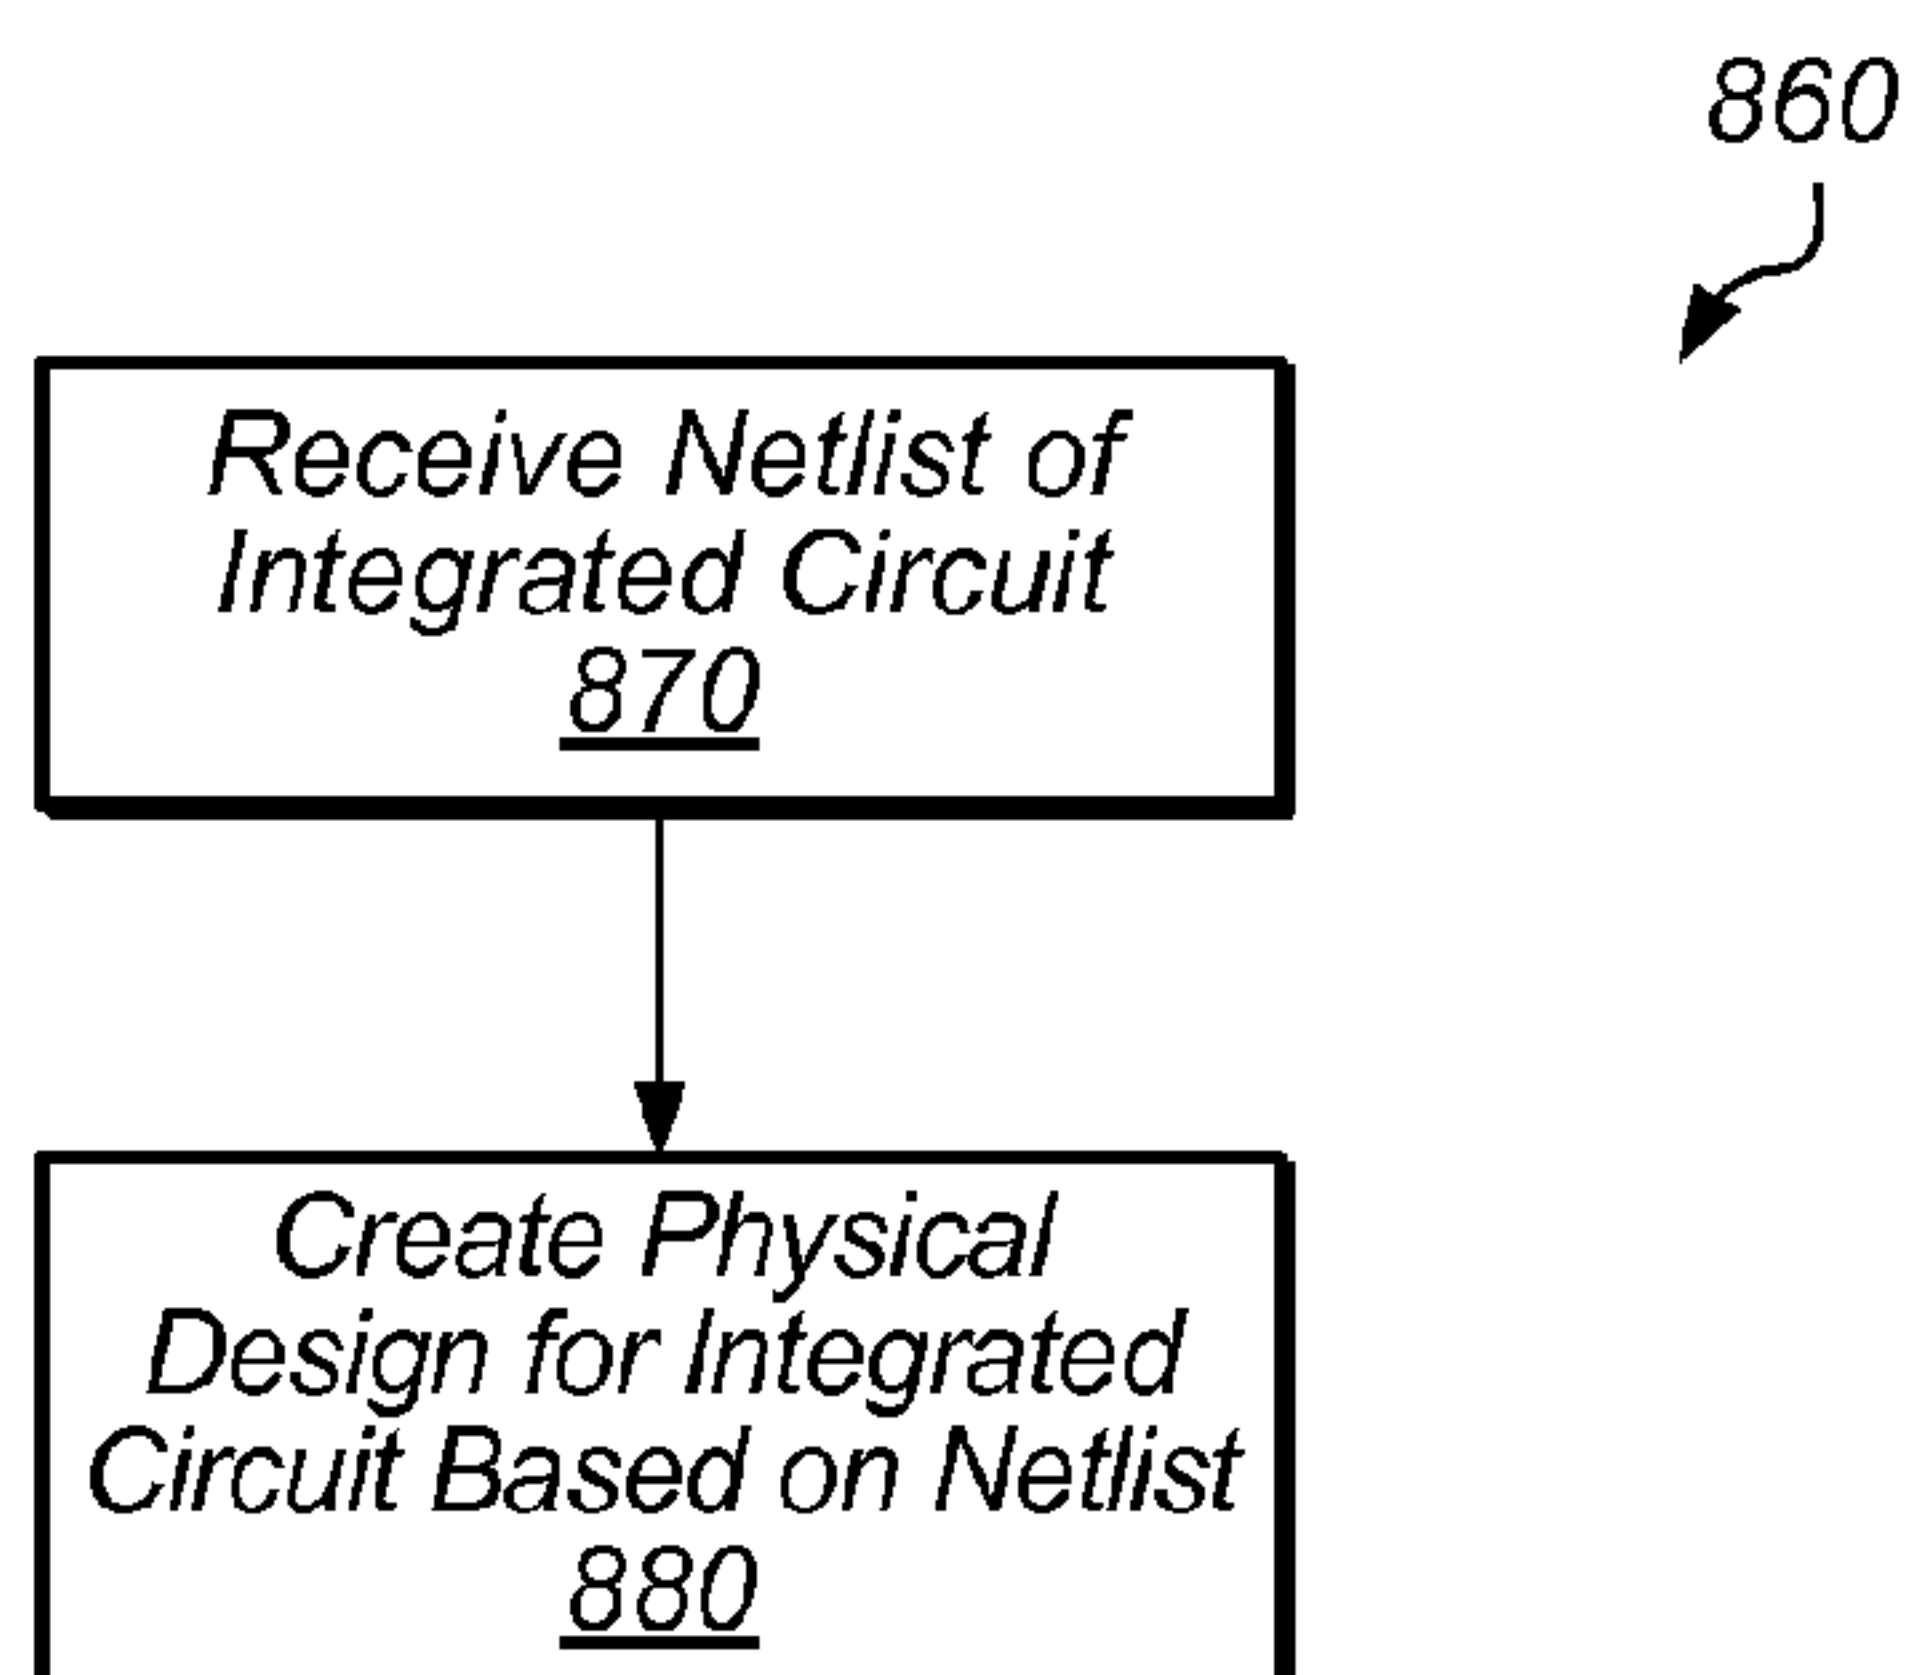 860
Receive Netlist of
Integrated Circuit
870
Create Physical
Design for Integrated
Circuit Based on Netlist
880